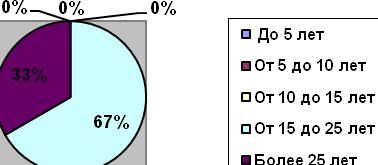 0% 0% 0%
33%
67%
До 5 лет
От 5 до 10 лет
От 10 до 15 лет
От 15 до 25 лет
Более 25 лет